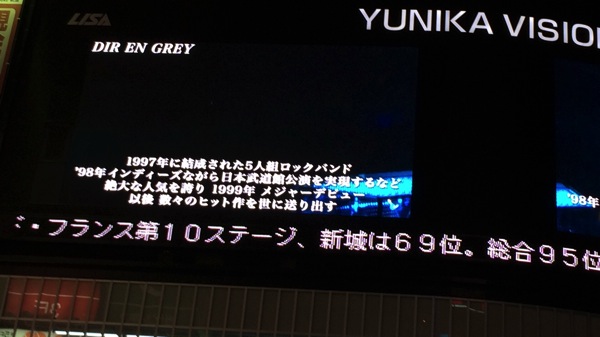 LISA
YUNIKA VISION
DIR EN GREY
1997年に結成された5人組ロックバンド
'98年インディーズながら日本武道館公演を実現するなど
絶大な人気を誇り 1999年 メジャーデビュー
以後 数々のヒット作を世に送り出す
'98年
・フランス第10ステージ、新城は69位。総合95位